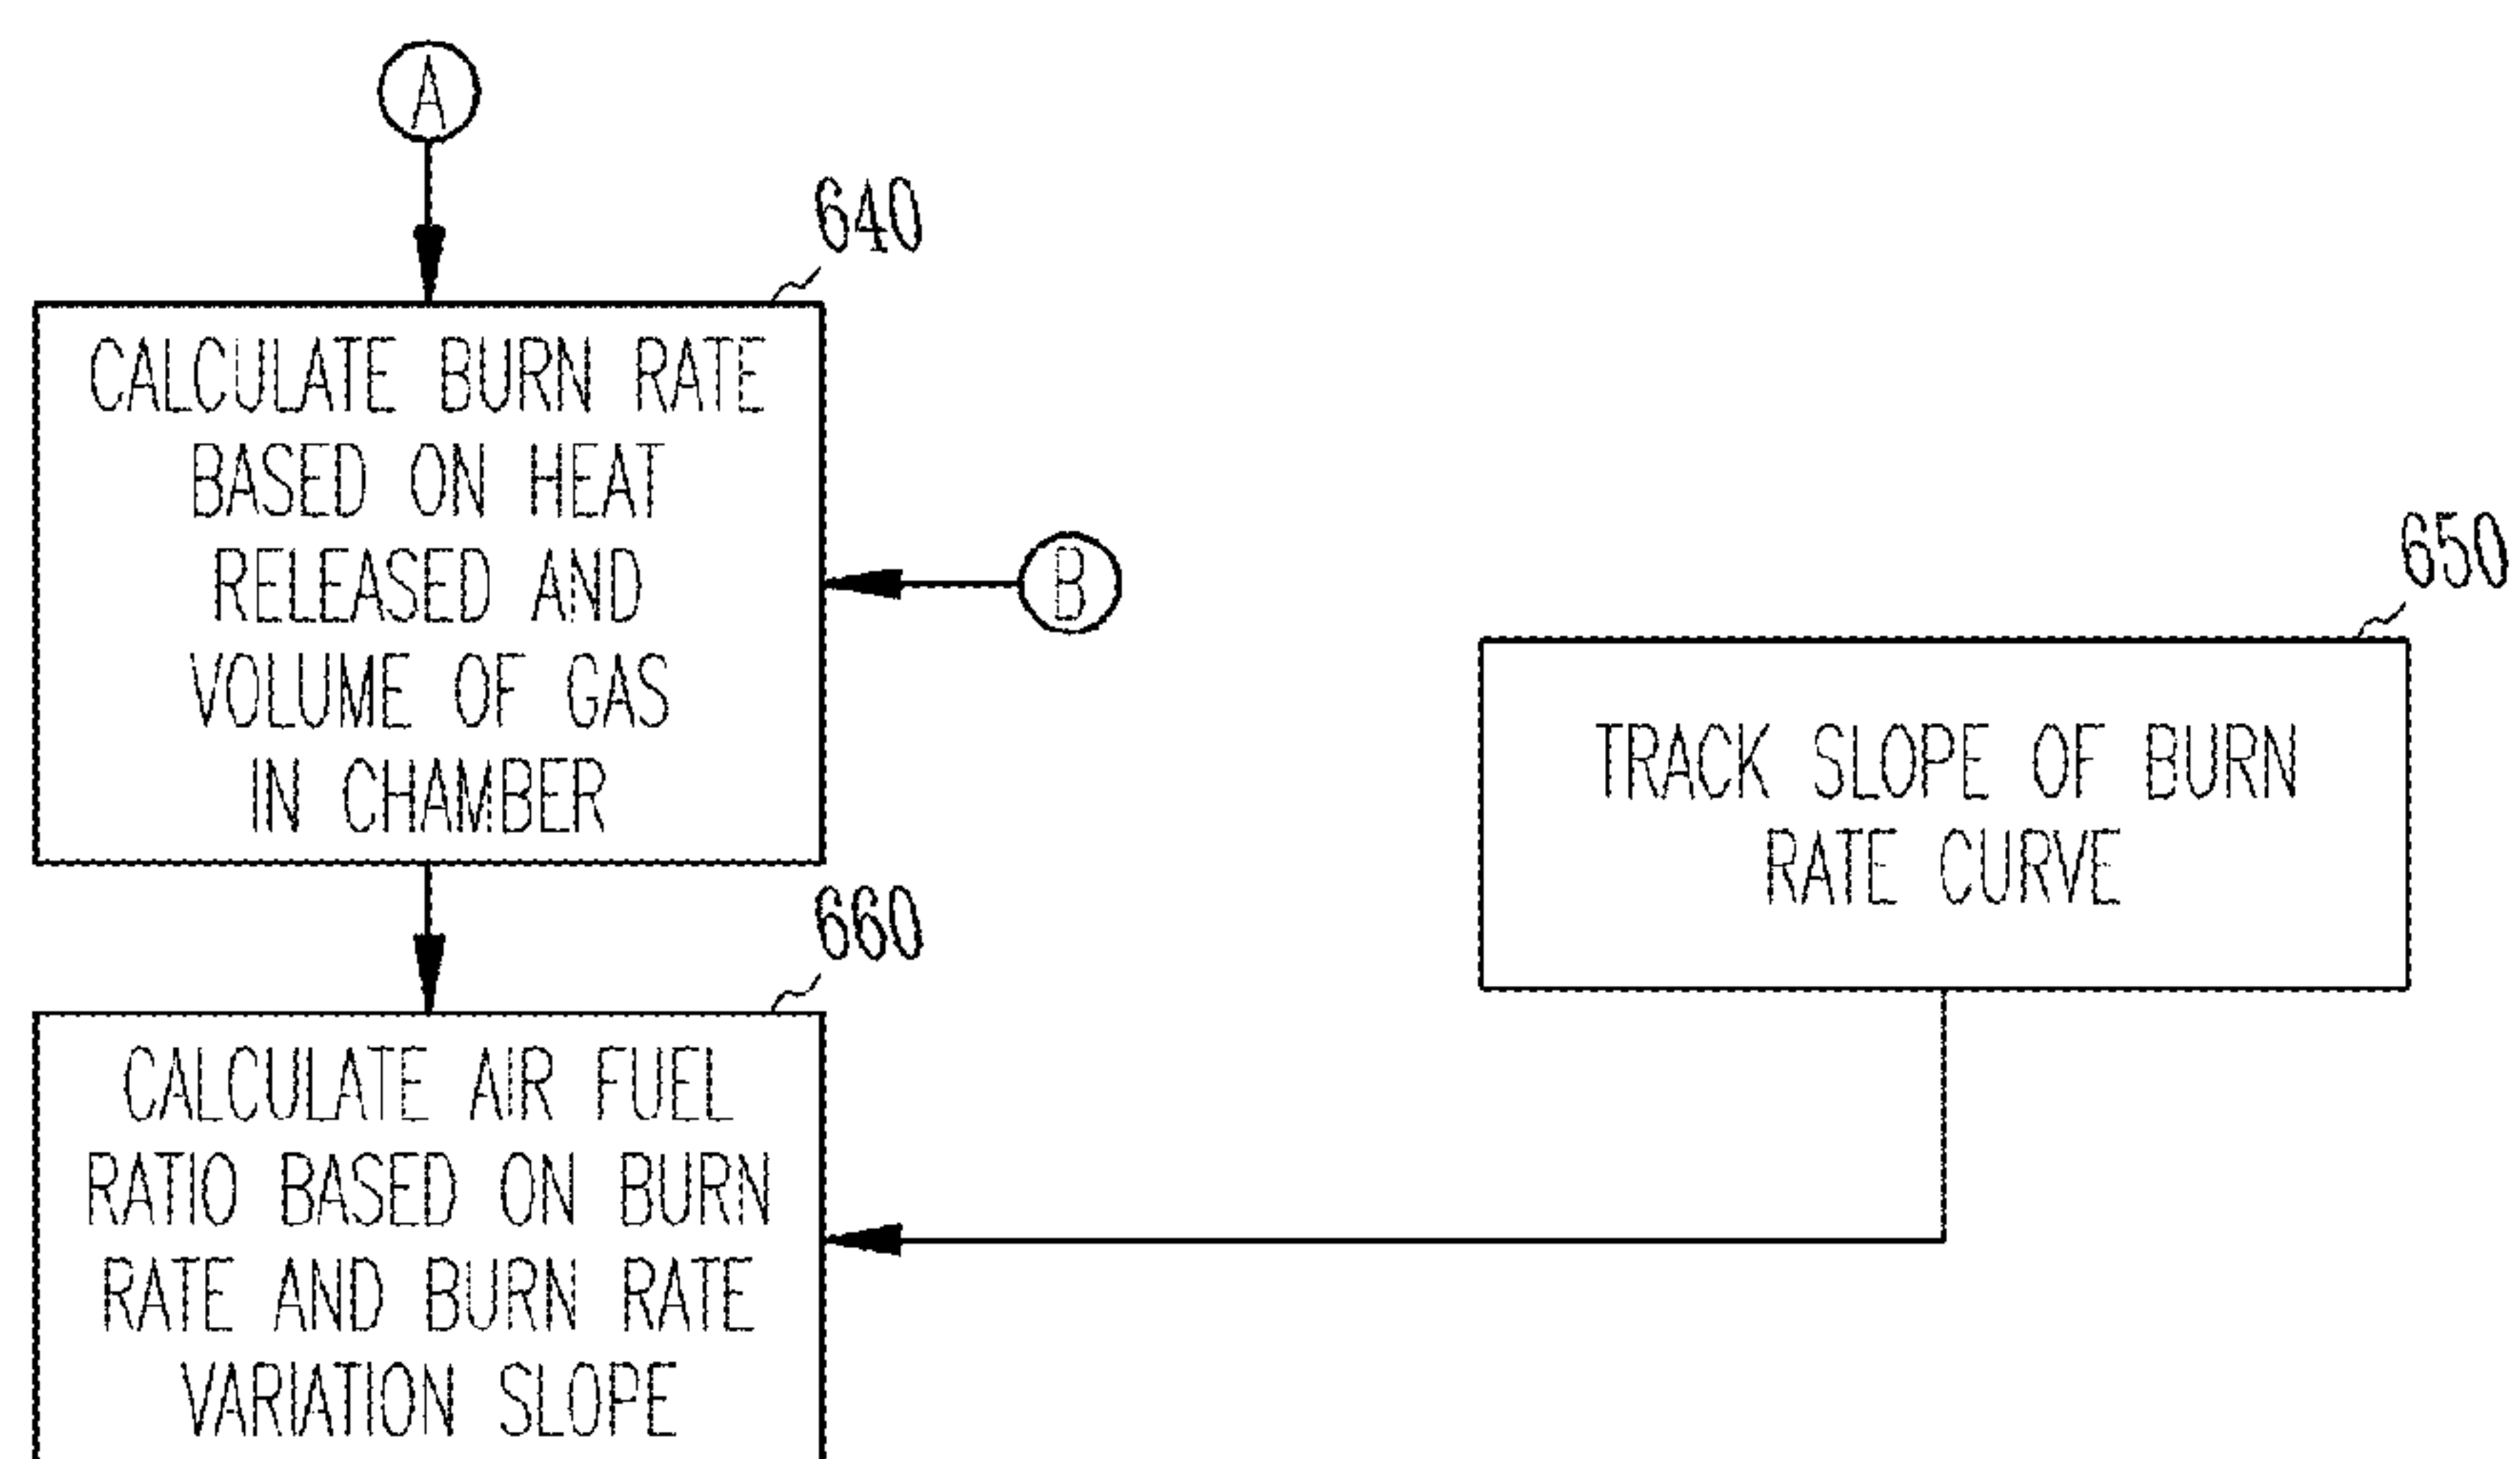 A
640
CALCULATE BURN RATE
BASED ON HEAT
RELEASED AND
VOLUME OF GAS
IN CHAMBER
B
650
TRACK SLOPE OF BURN
RATE CURVE
660
CALCULATE AIR FUEL
RATIO BASED ON BURN
RATE AND BURN RATE
VARIATION SLOPE